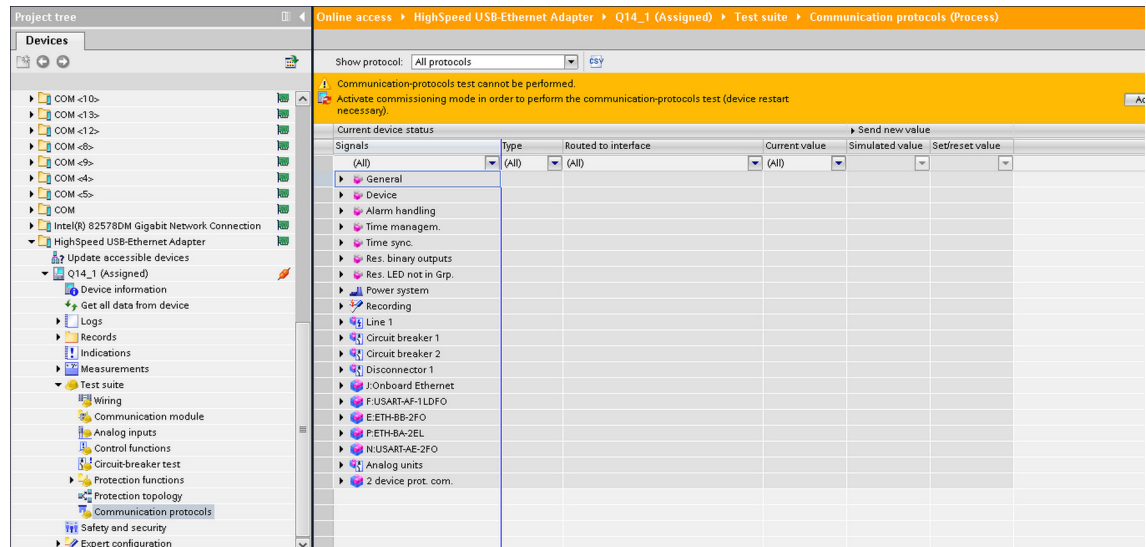 Project tree
Devices
COM <10>
COM <13>
COM <12>
COM <8>
COM <9>
COM <4>
COM <5>
COM
Intel(R) 82578DM Gigabit Network Connection
HighSpeed USB-Ethernet Adapter
Update accessible devices
Q14_1 (Assigned)
Device information
Get all data from device
Logs
Records
Indications
Measurements
Test suite
Wiring
Communication module
Analog inputs
Control functions
Circuit-breaker test
Protection functions
Protection topology
Communication protocols
Safety and security
Expert configuration
Online access HighSpeed USB-Ethernet Adapter Q14_1 (Assigned) Test suite Communication protocols (Process)
Show protocol: All protocols CSV
Communication-protocols test cannot be performed.
Activate commissioning mode in order to perform the communication-protocols test (device restart
necessary).
Current device status Send new value
Signals Type Routed to interface Current value Simulated value Set/reset value
(All) (All) (All) (All)
General
Device
Alarm handling
Time managem.
Time sync.
Res. binary outputs
Res. LED not in Grp.
Power system
Recording
Line 1
Circuit breaker 1
Circuit breaker 2
Disconnector 1
J:Onboard Ethernet
F:USART-AF-1LDFO
E:ETH-BB-2FO
P:ETH-BA-2EL
N:USART-AE-2FO
Analog units
2 device prot. com.